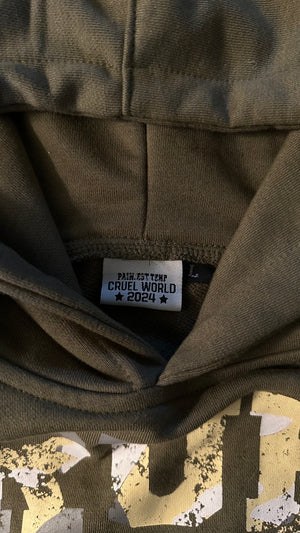 PAIN.EST.TEMP
CRUEL WORLD
★ 2024 ★
L